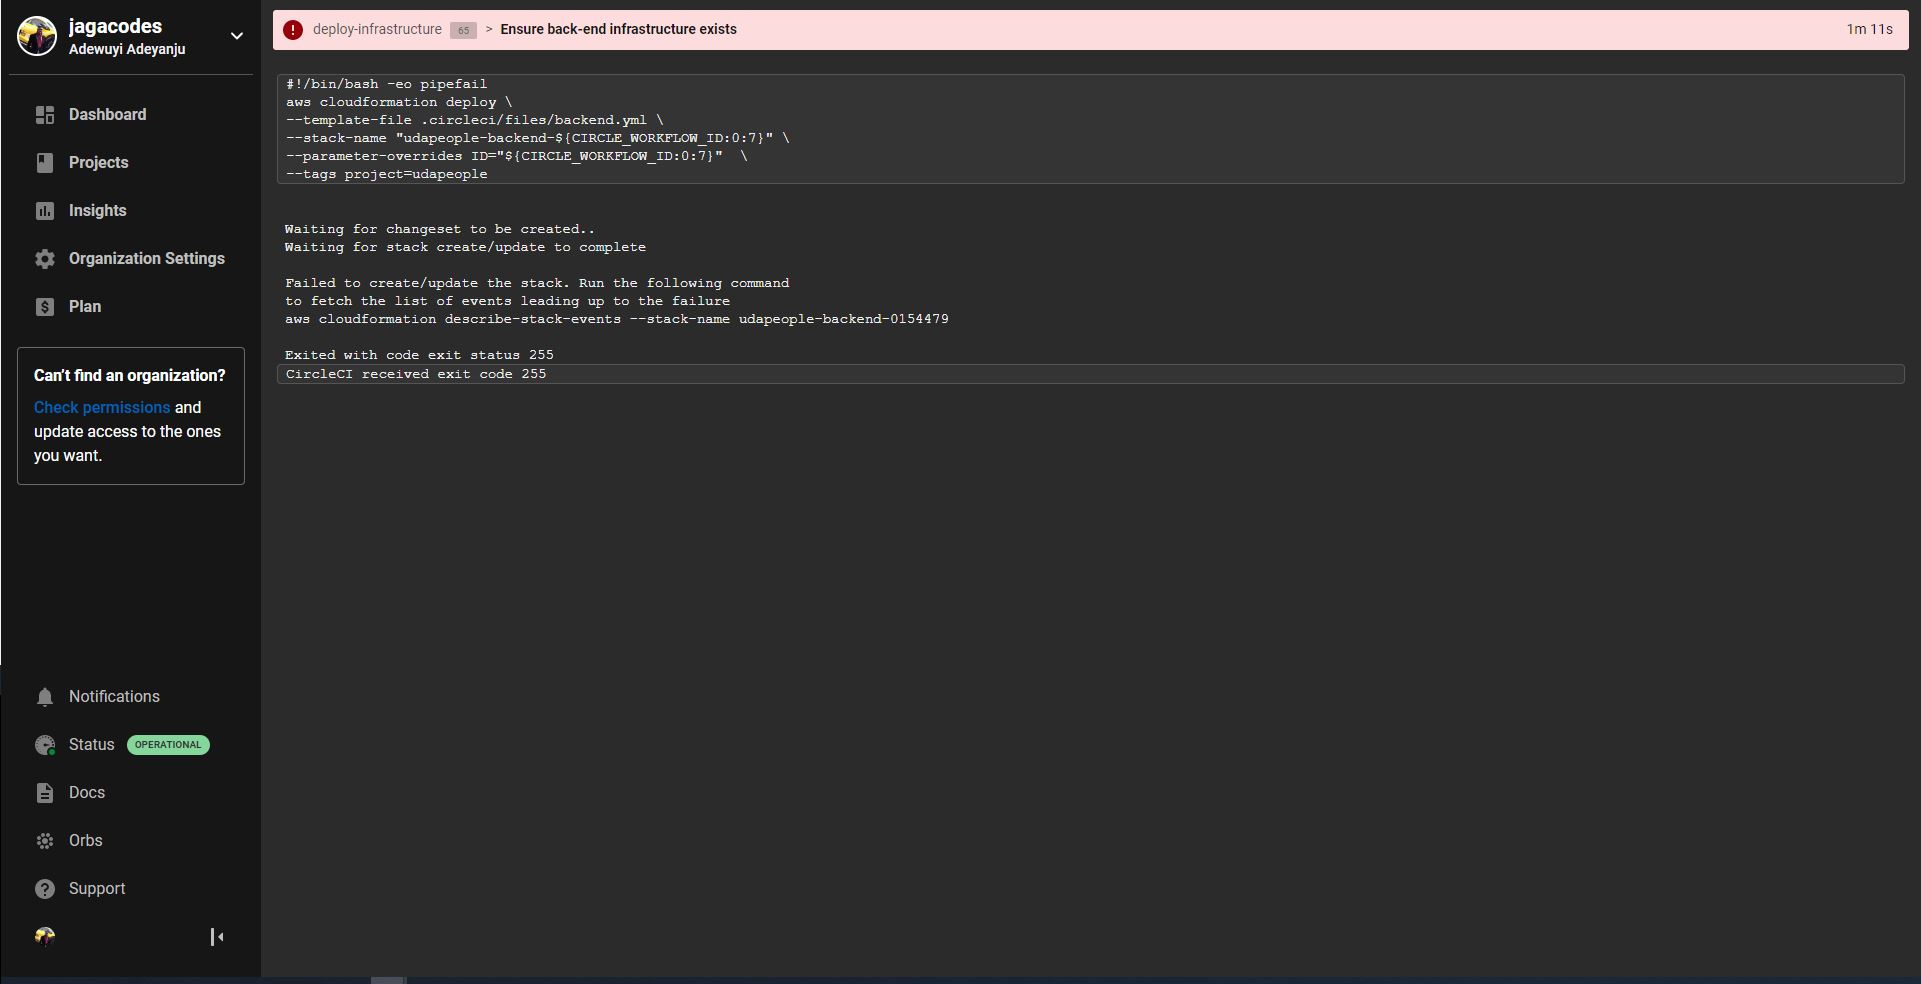 jagacodes
Adewuyi Adeyanju
Dashboard
Projects
Insights
Organization Settings
Plan
Can't find an organization?
Check permissions and
update access to the ones
you want.
Notifications
Status OPERATIONAL
Docs
Orbs
Support
deploy-infrastructure 65 > Ensure back-end infrastructure exists 1m 11s
#!/bin/bash -eo pipefail
aws cloudformation deploy \
--template-file .circleci/files/backend.yml \
--stack-name "udapeople-backend-${CIRCLE_WORKFLOW_ID:0:7}" \
--parameter-overrides ID="${CIRCLE_WORKFLOW_ID:0:7}"  \
--tags project=udapeople
Waiting for changeset to be created..
Waiting for stack create/update to complete
Failed to create/update the stack. Run the following command
to fetch the list of events leading up to the failure
aws cloudformation describe-stack-events --stack-name udapeople-backend-0154479
Exited with code exit status 255
CircleCI received exit code 255